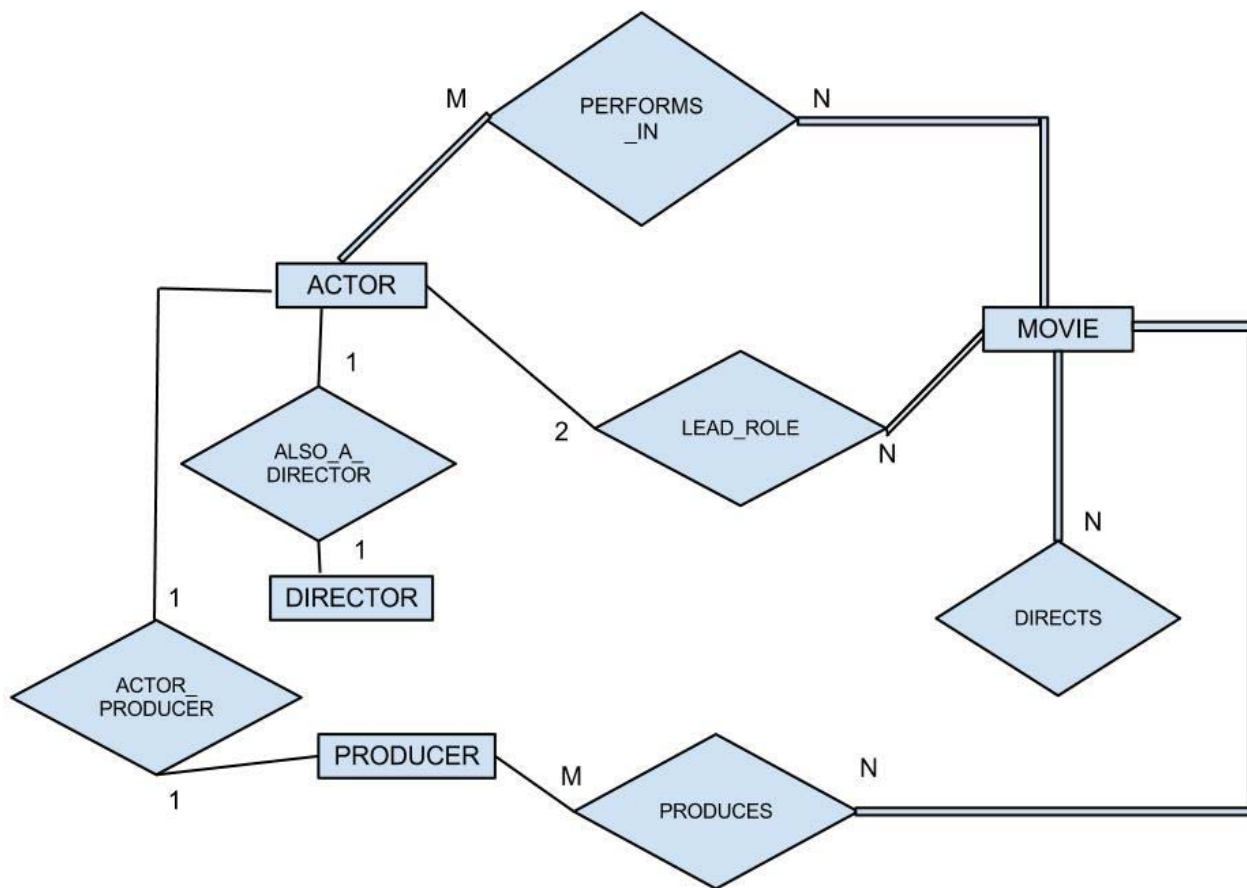 M
PERFORMS
_IN
N
ACTOR
MOVIE
1
2
LEAD_ROLE
N
ALSO_A_
DIRECTOR
1
DIRECTOR
N
DIRECTS
1
ACTOR_
PRODUCER
1
PRODUCER
M
PRODUCES
N